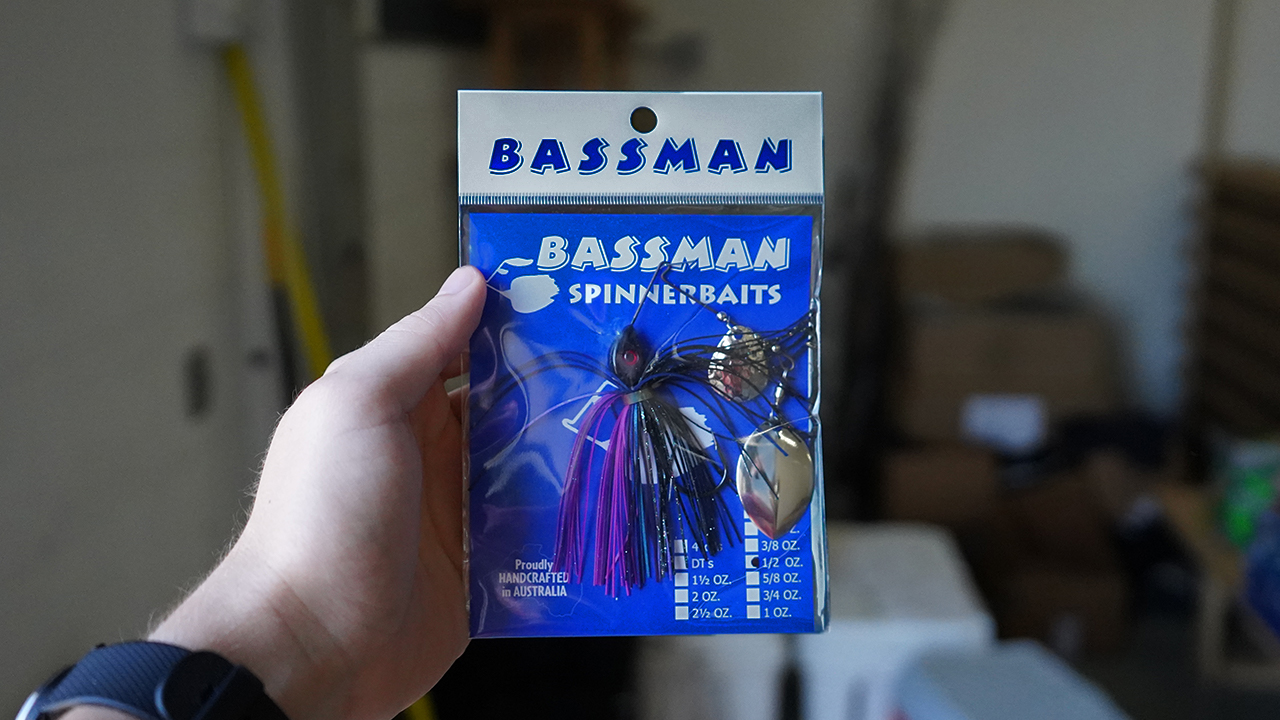 BASSMAN
BASSMAN
SPINNERBAITS
Proudly
HANDCRAFTED
in AUSTRALIA
DT's
1½ OZ.
2 OZ.
2½ OZ.
3/8 OZ.
1/2 OZ.
5/8 OZ.
3/4 OZ.
1 OZ.